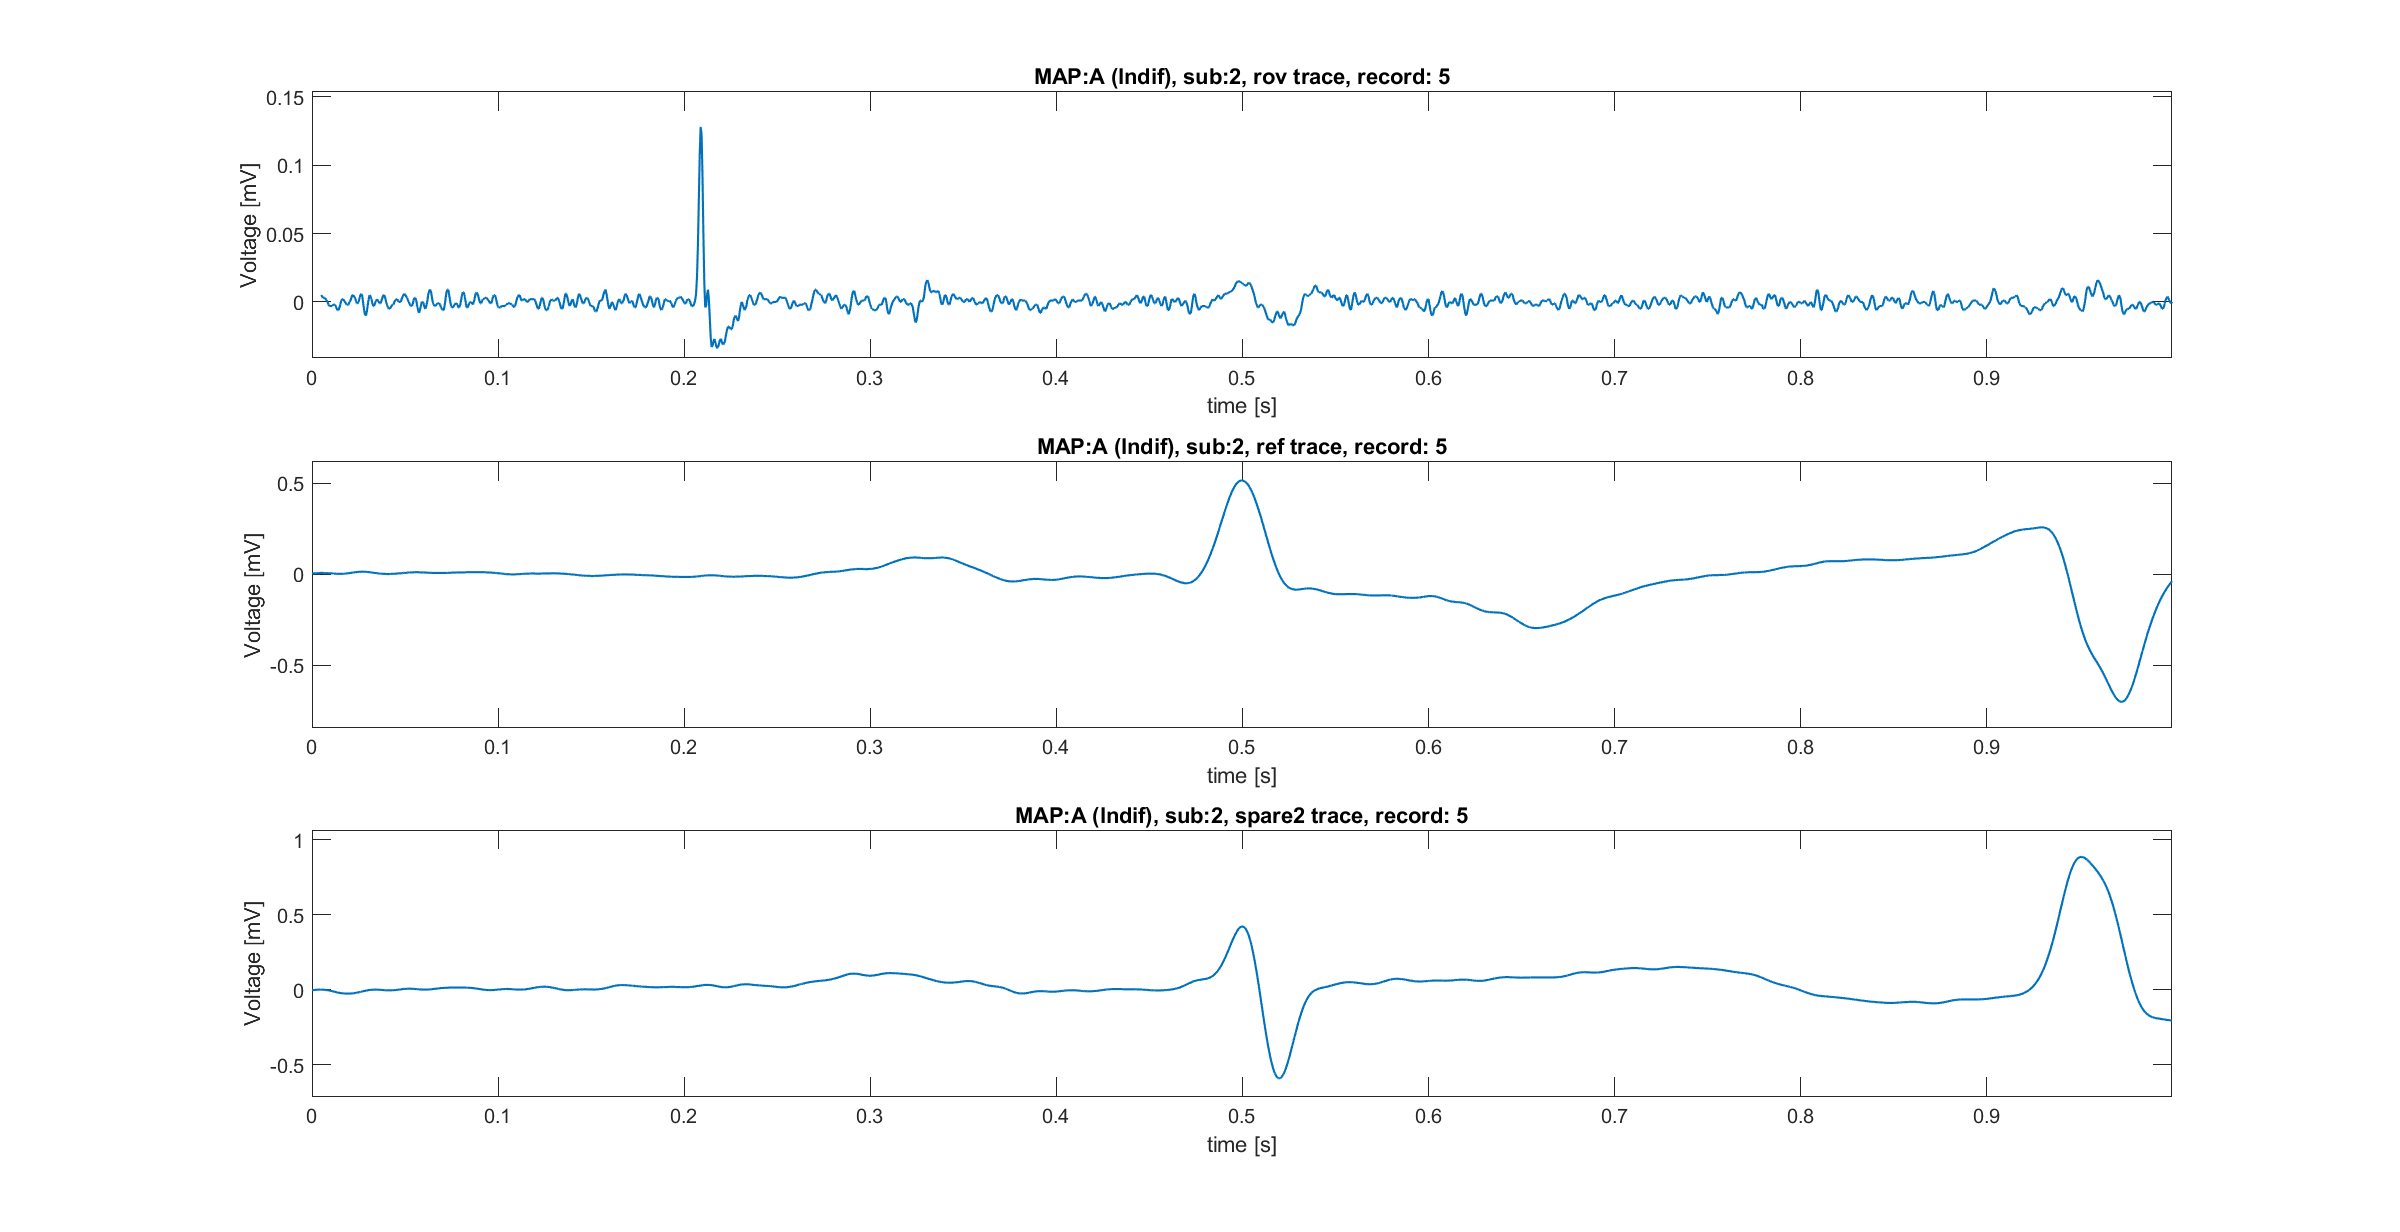 MAP:A (Indif), sub:2, rov trace, record: 5
Voltage [mV]
0.15
0.1
0.05
0
0 0.1 0.2 0.3 0.4 0.5 0.6 0.7 0.8 0.9
time [s]
MAP:A (Indif), sub:2, ref trace, record: 5
Voltage [mV]
0.5
0
-0.5
0 0.1 0.2 0.3 0.4 0.5 0.6 0.7 0.8 0.9
time [s]
MAP:A (Indif), sub:2, spare2 trace, record: 5
Voltage [mV]
1
0.5
0
-0.5
0 0.1 0.2 0.3 0.4 0.5 0.6 0.7 0.8 0.9
time [s]